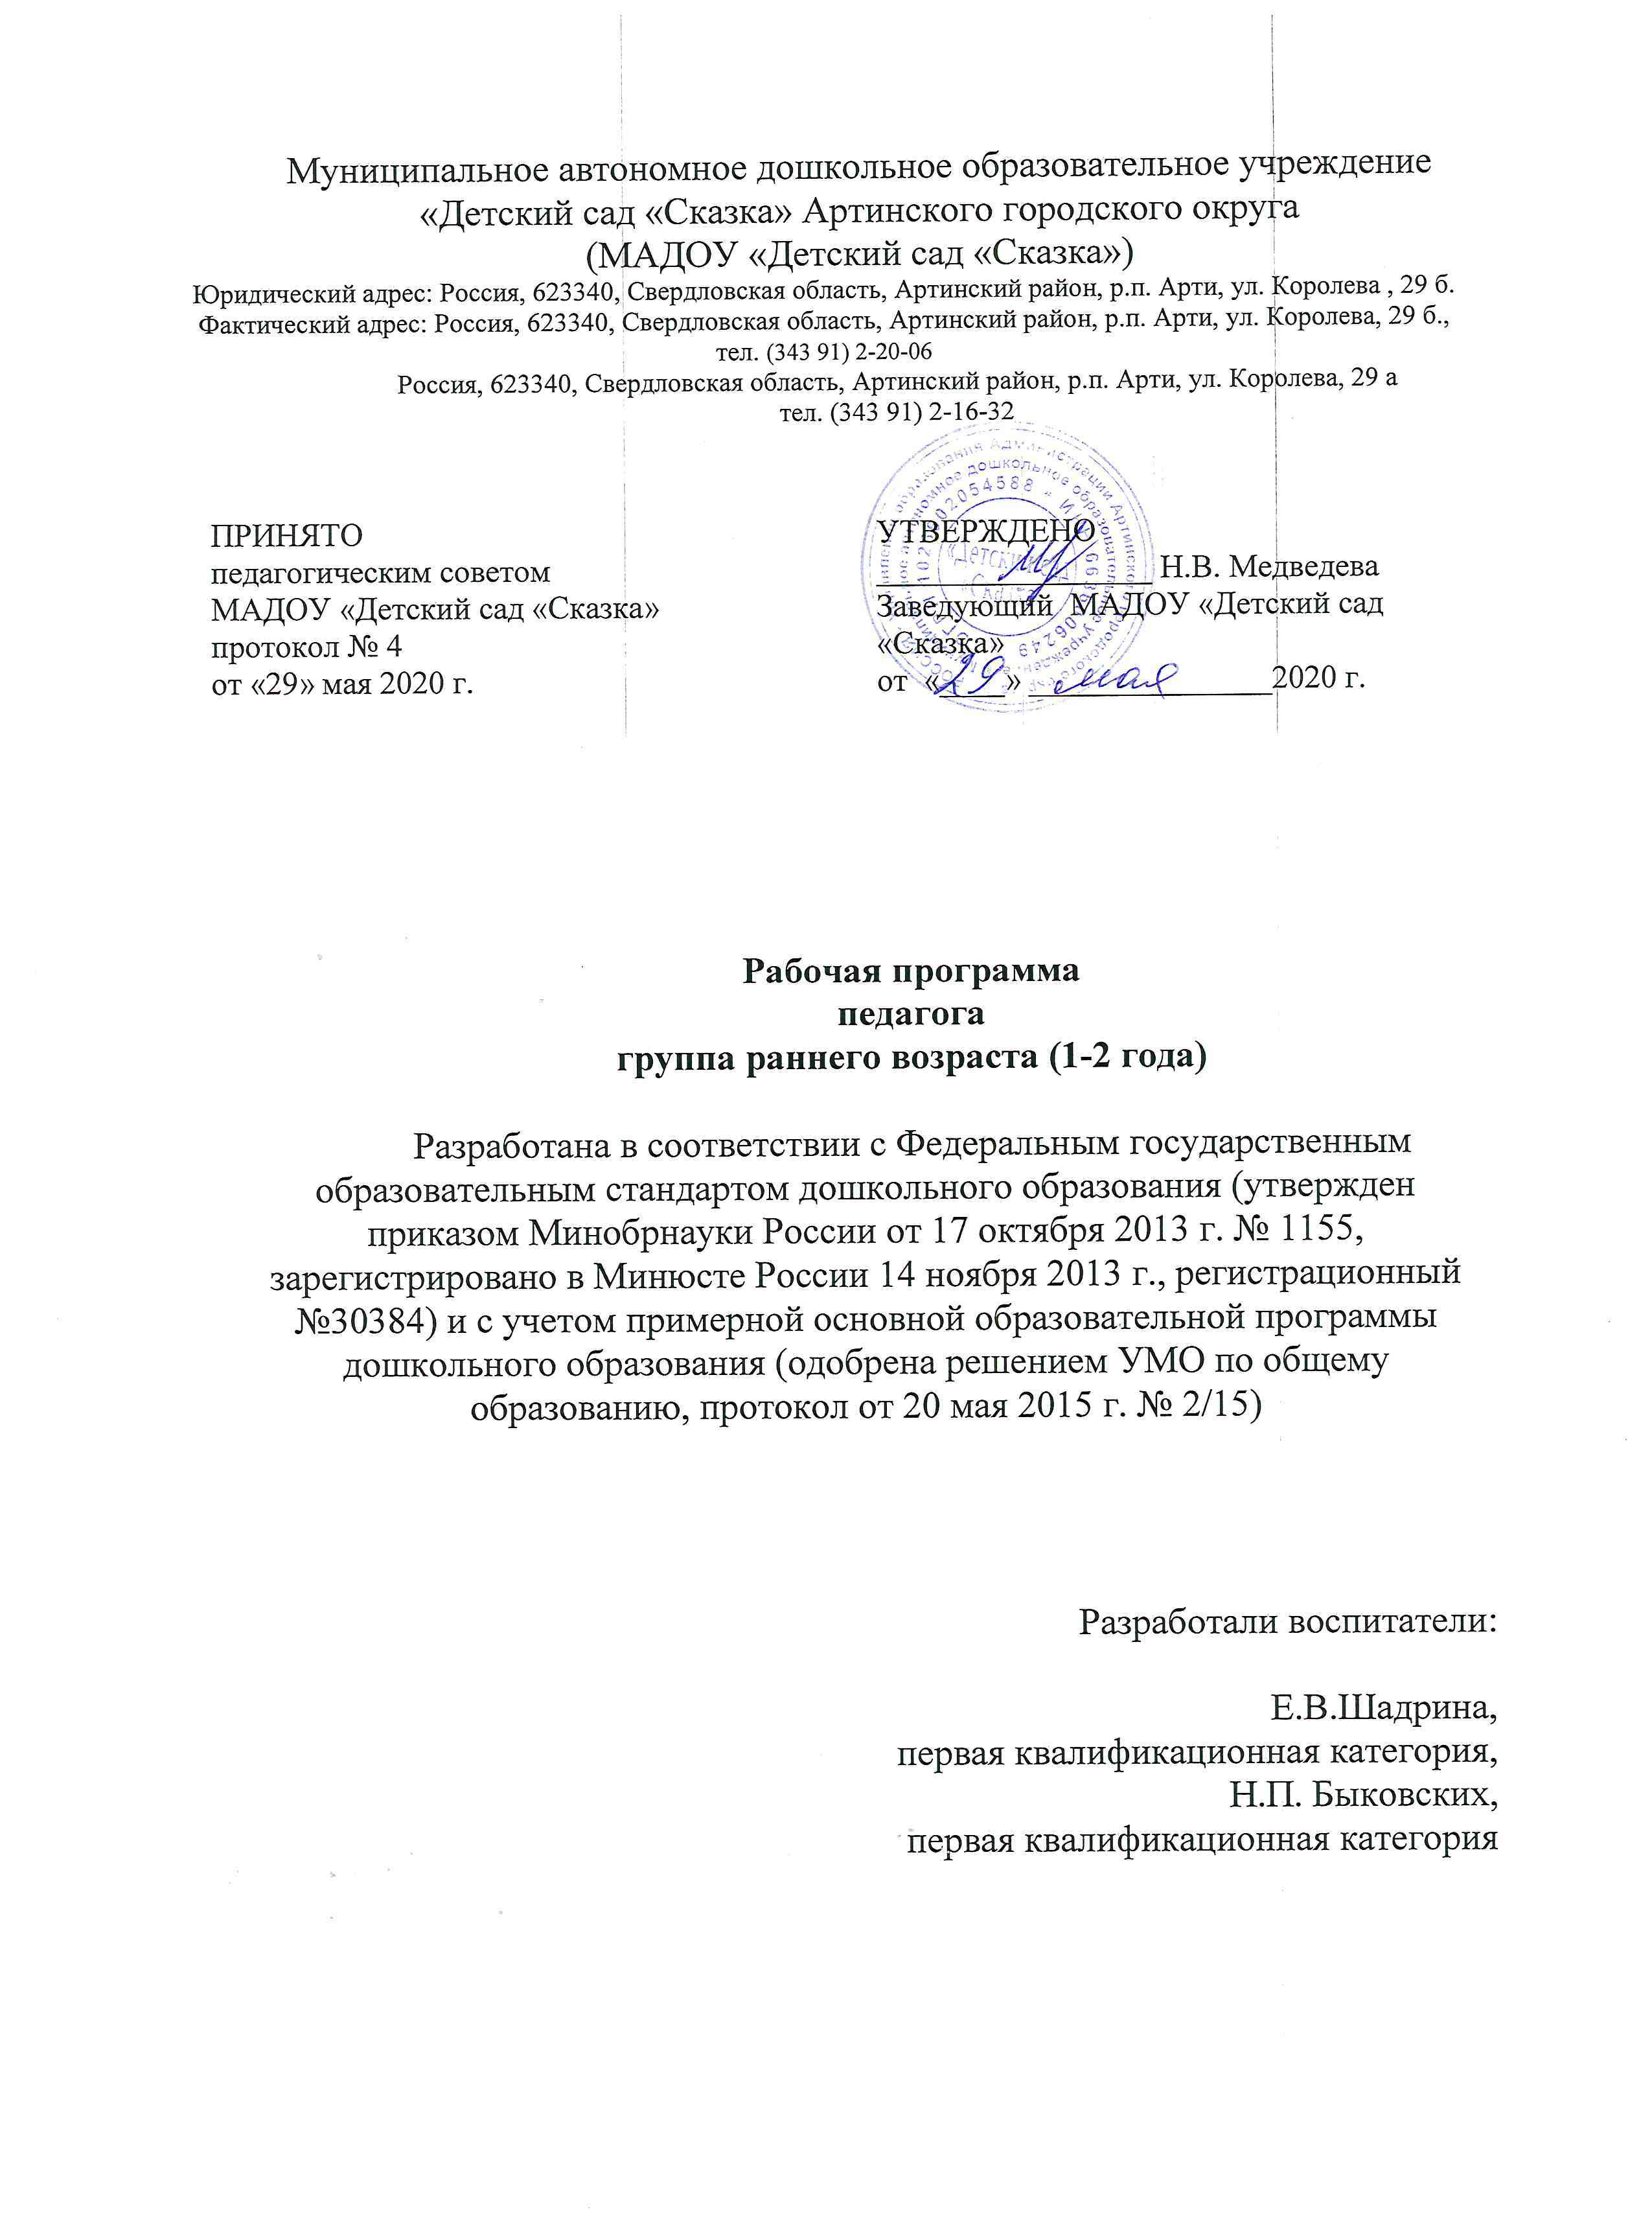 Муниципальное автономное дошкольное образовательное учреждение
«Детский сад «Сказка» Артинского городского округа
(МАДОУ «Детский сад «Сказка»)
Юридический адрес: Россия, 623340, Свердловская область, Артинский район, р.п. Арти, ул. Королева , 29 б.
Фактический адрес: Россия, 623340, Свердловская область, Артинский район, р.п. Арти, ул. Королева, 29 б.,
тел. (343 91) 2-20-06
Россия, 623340, Свердловская область, Артинский район, р.п. Арти, ул. Королева, 29 а
тел. (343 91) 2-16-32
ПРИНЯТО
педагогическим советом
МАДОУ «Детский сад «Сказка»
протокол № 4
от «29» мая 2020 г.
УТВЕРЖДЕНО
Н.В. Медведева
Заведующий МАДОУ «Детский сад
«Сказка»
от «29» мая 2020 г.
Рабочая программа
педагога
группа раннего возраста (1-2 года)
Разработана в соответствии с Федеральным государственным
образовательным стандартом дошкольного образования (утвержден
приказом Минобрнауки России от 17 октября 2013 г. № 1155,
зарегистрировано в Минюсте России 14 ноября 2013 г., регистрационный
№30384) и с учетом примерной основной образовательной программы
дошкольного образования (одобрена решением УМО по общему
образованию, протокол от 20 мая 2015 г. № 2/15)
Разработали воспитатели:
Е.В.Шадрина,
первая квалификационная категория,
Н.П. Быковских,
первая квалификационная категория